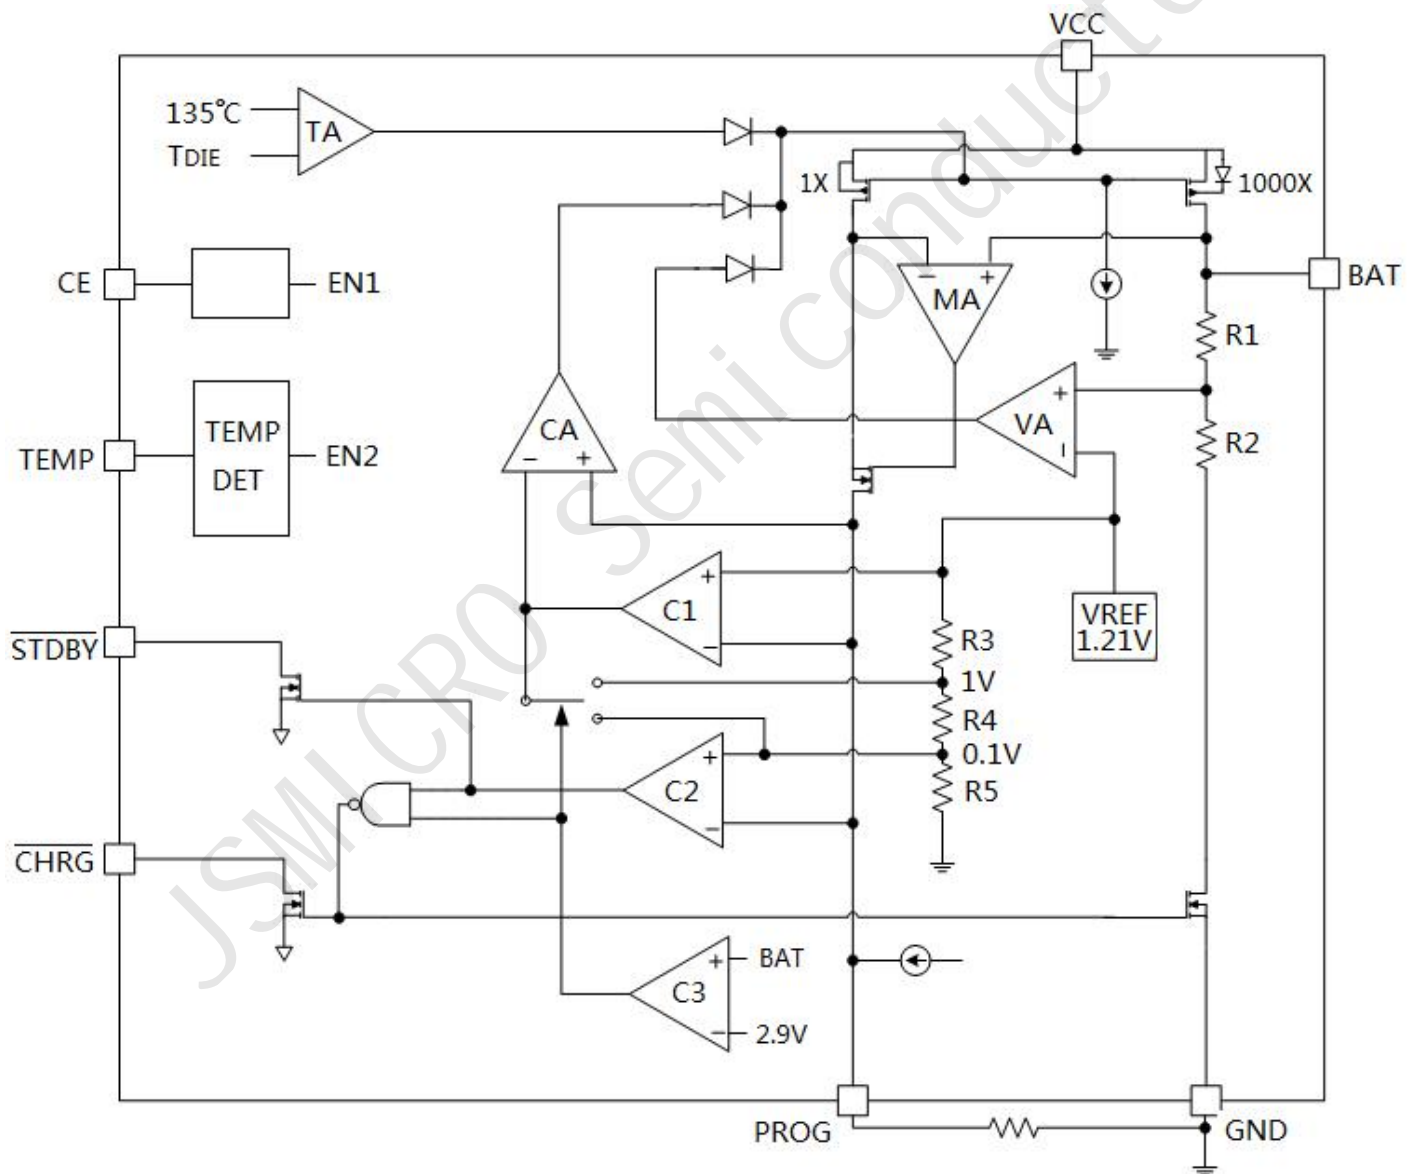 VCC
135℃
TDIE
TA
1X
1000X
CE
EN1
MA
BAT
R1
CA
VA
R2
TEMP
TEMP
DET
EN2
C1
STDBY
R3
VREF
1.21V
1V
R4
0.1V
C2
R5
CHRG
C3
BAT
2.9V
PROG
GND
JSMICRO Semiconductor
+
−
−
+
+
−
+
−
+
−
+
−
+
−